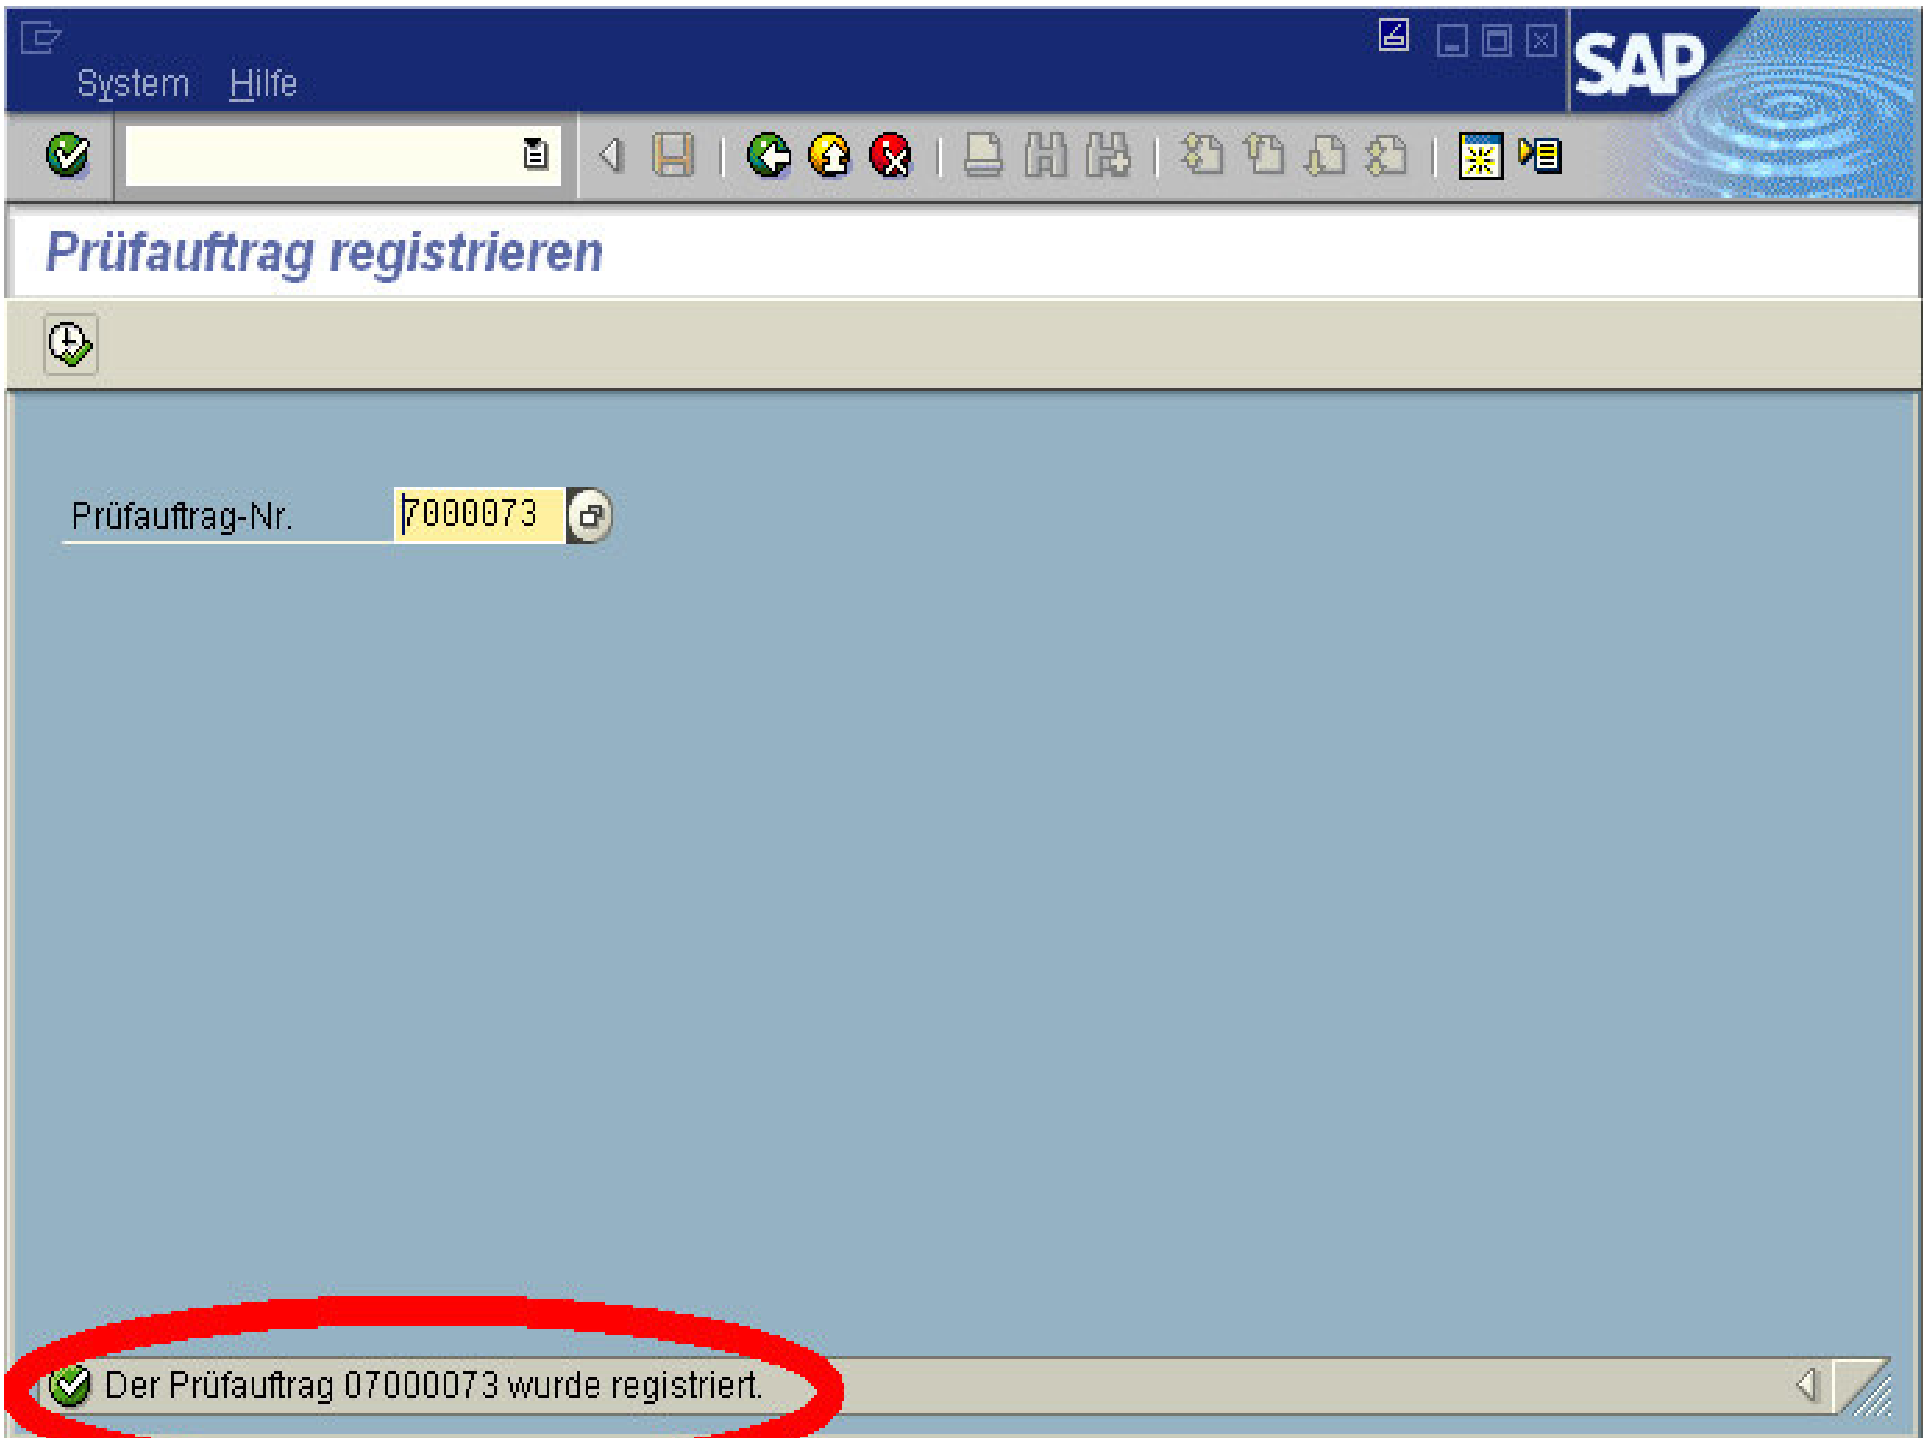 System Hilfe
SAP
Prüfauftrag registrieren
Prüfauftrag-Nr. 7000073
Der Prüfauftrag 07000073 wurde registriert.